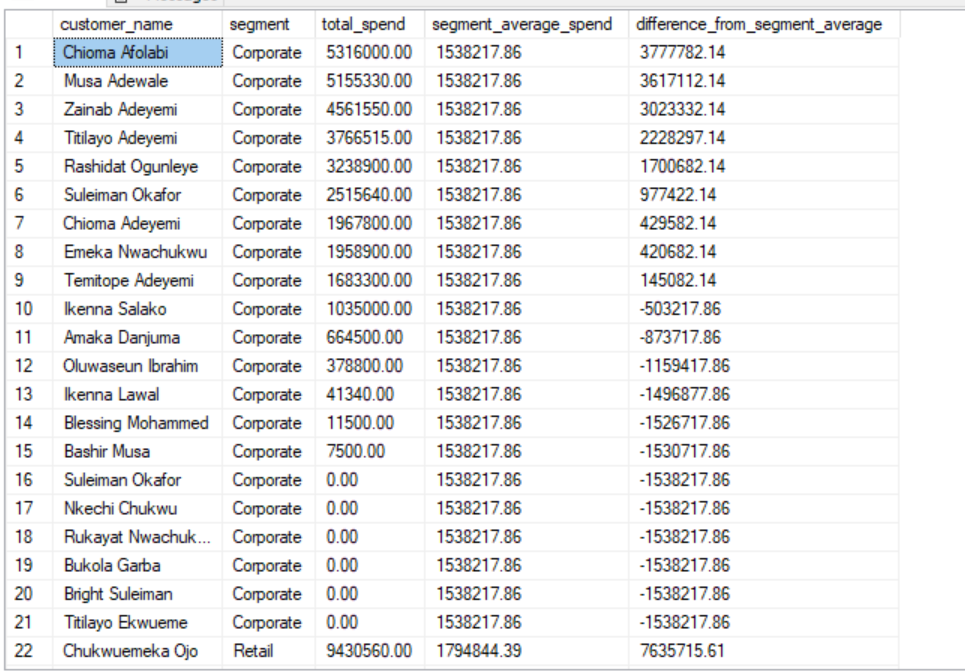 Messages
customer_name segment total_spend segment_average_spend difference_from_segment_average
1 Chioma Afolabi Corporate 5316000.00 1538217.86 3777782.14
2 Musa Adewale Corporate 5155330.00 1538217.86 3617112.14
3 Zainab Adeyemi Corporate 4561550.00 1538217.86 3023332.14
4 Titilayo Adeyemi Corporate 3766515.00 1538217.86 2228297.14
5 Rashidat Ogunleye Corporate 3238900.00 1538217.86 1700682.14
6 Suleiman Okafor Corporate 2515640.00 1538217.86 977422.14
7 Chioma Adeyemi Corporate 1967800.00 1538217.86 429582.14
8 Emeka Nwachukwu Corporate 1958900.00 1538217.86 420682.14
9 Temitope Adeyemi Corporate 1683300.00 1538217.86 145082.14
10 Ikenna Salako Corporate 1035000.00 1538217.86 -503217.86
11 Amaka Danjuma Corporate 664500.00 1538217.86 -873717.86
12 Oluwaseun Ibrahim Corporate 378800.00 1538217.86 -1159417.86
13 Ikenna Lawal Corporate 41340.00 1538217.86 -1496877.86
14 Blessing Mohammed Corporate 11500.00 1538217.86 -1526717.86
15 Bashir Musa Corporate 7500.00 1538217.86 -1530717.86
16 Suleiman Okafor Corporate 0.00 1538217.86 -1538217.86
17 Nkechi Chukwu Corporate 0.00 1538217.86 -1538217.86
18 Rukayat Nwachuk... Corporate 0.00 1538217.86 -1538217.86
19 Bukola Garba Corporate 0.00 1538217.86 -1538217.86
20 Bright Suleiman Corporate 0.00 1538217.86 -1538217.86
21 Titilayo Ekwueme Corporate 0.00 1538217.86 -1538217.86
22 Chukwuemeka Ojo Retail 9430560.00 1794844.39 7635715.61